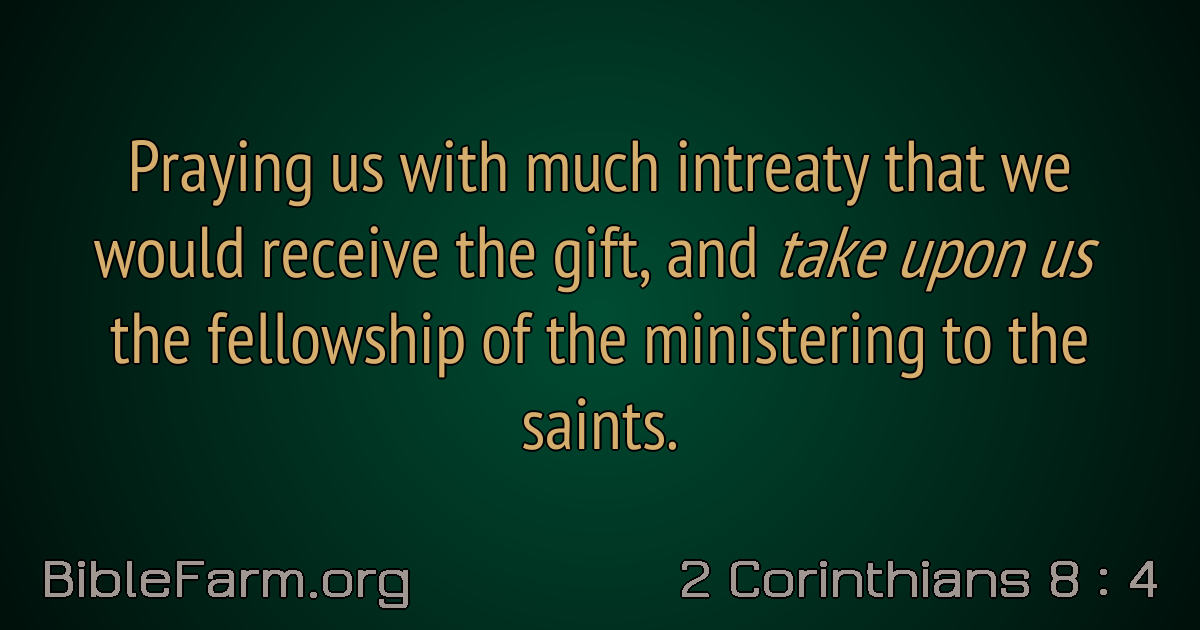 Praying us with much intreaty that we
would receive the gift, and take upon us
the fellowship of the ministering to the
saints.
BibleFarm.org
2 Corinthians 8 : 4